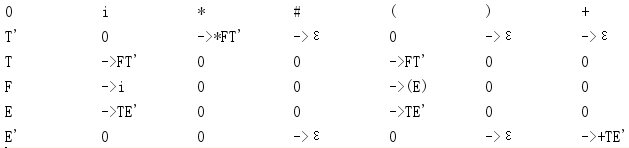 0 i * # ( ) +
T' 0 ->*FT' ->ε 0 ->ε ->ε
T ->FT' 0 0 ->FT' 0 0
F ->i 0 0 ->(E) 0 0
E ->TE' 0 0 ->TE' 0 0
E' 0 0 ->ε 0 ->ε ->+TE'